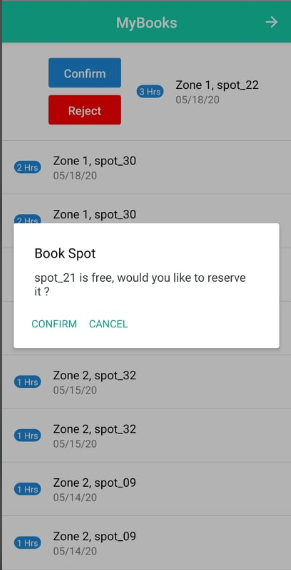 MyBooks
Confirm
Reject
3 Hrs
Zone 1, spot_22
05/18/20
2 Hrs
Zone 1, spot_30
05/18/20
2 Hrs
Zone 1, spot_30
Book Spot
spot_21 is free, would you like to reserve
it ?
CONFIRM CANCEL
1 Hrs
Zone 2, spot_32
05/15/20
1 Hrs
Zone 2, spot_32
05/15/20
1 Hrs
Zone 2, spot_09
05/14/20
1 Hrs
Zone 2, spot_09
05/14/20